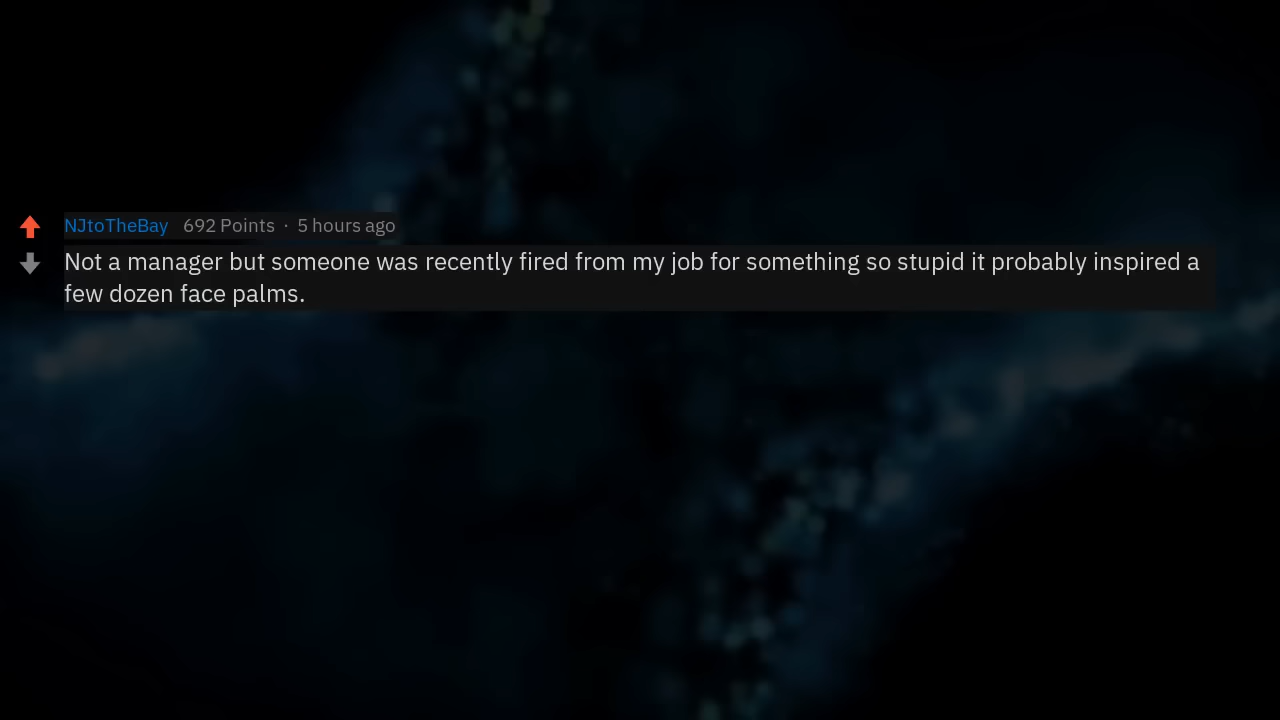 NJtoTheBay 692 Points · 5 hours ago
Not a manager but someone was recently fired from my job for something so stupid it probably inspired a
few dozen face palms.